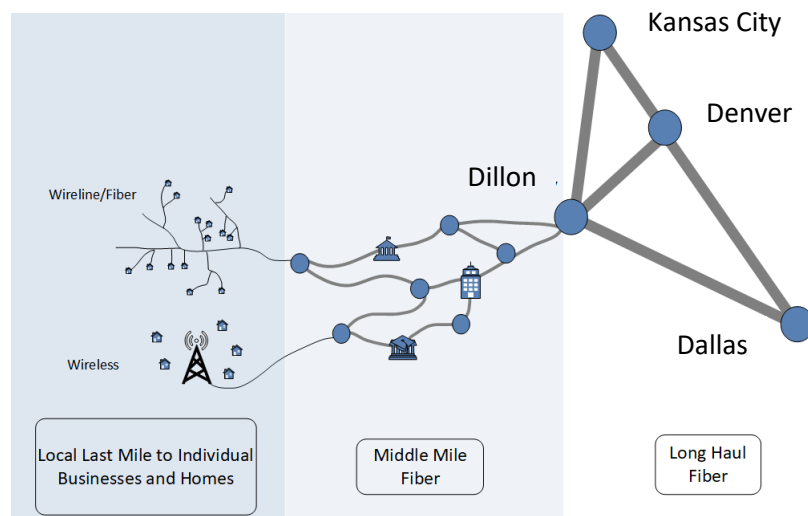 Kansas City
Denver
Dillon
Wireline/Fiber
Dallas
Wireless
Local Last Mile to Individual
Businesses and Homes
Middle Mile
Fiber
Long Haul
Fiber